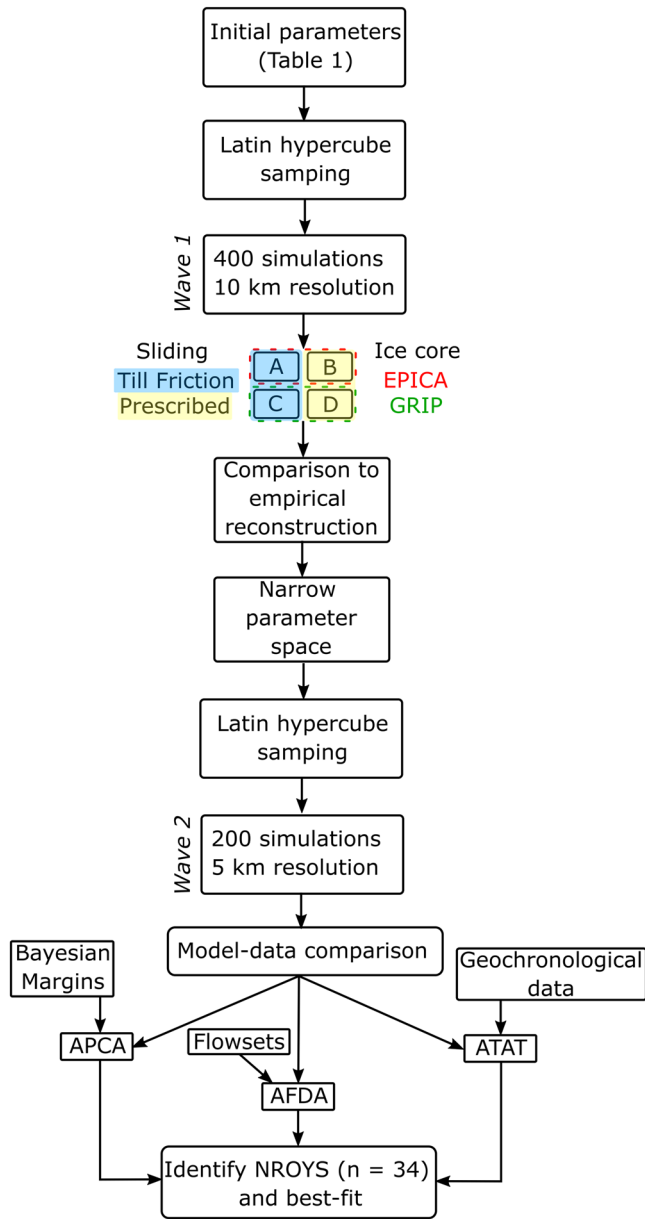 Initial parameters
(Table 1)
Latin hypercube
samping
Wave 1
400 simulations
10 km resolution
Sliding
Till Friction
Prescribed
A
B
C
D
Ice core
EPICA
GRIP
Comparison to
empirical
reconstruction
Narrow
parameter
space
Latin hypercube
samping
Wave 2
200 simulations
5 km resolution
Model-data comparison
Bayesian
Margins
Geochronological
data
APCA
Flowsets
ATAT
AFDA
Identify NROYS (n = 34)
and best-fit